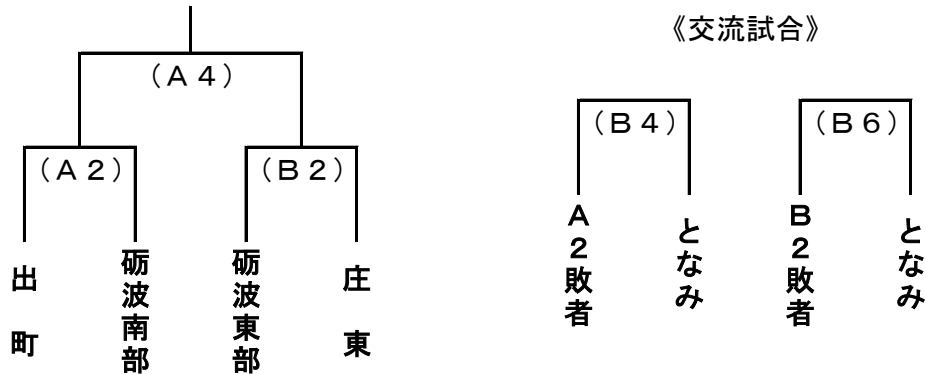 《交流試合》
（Ａ４）
（Ａ２）
（Ｂ２）
（Ｂ４）
（Ｂ６）
出町
砺波南部
砺波東部
庄東
Ａ２敗者
となみ
Ｂ２敗者
となみ